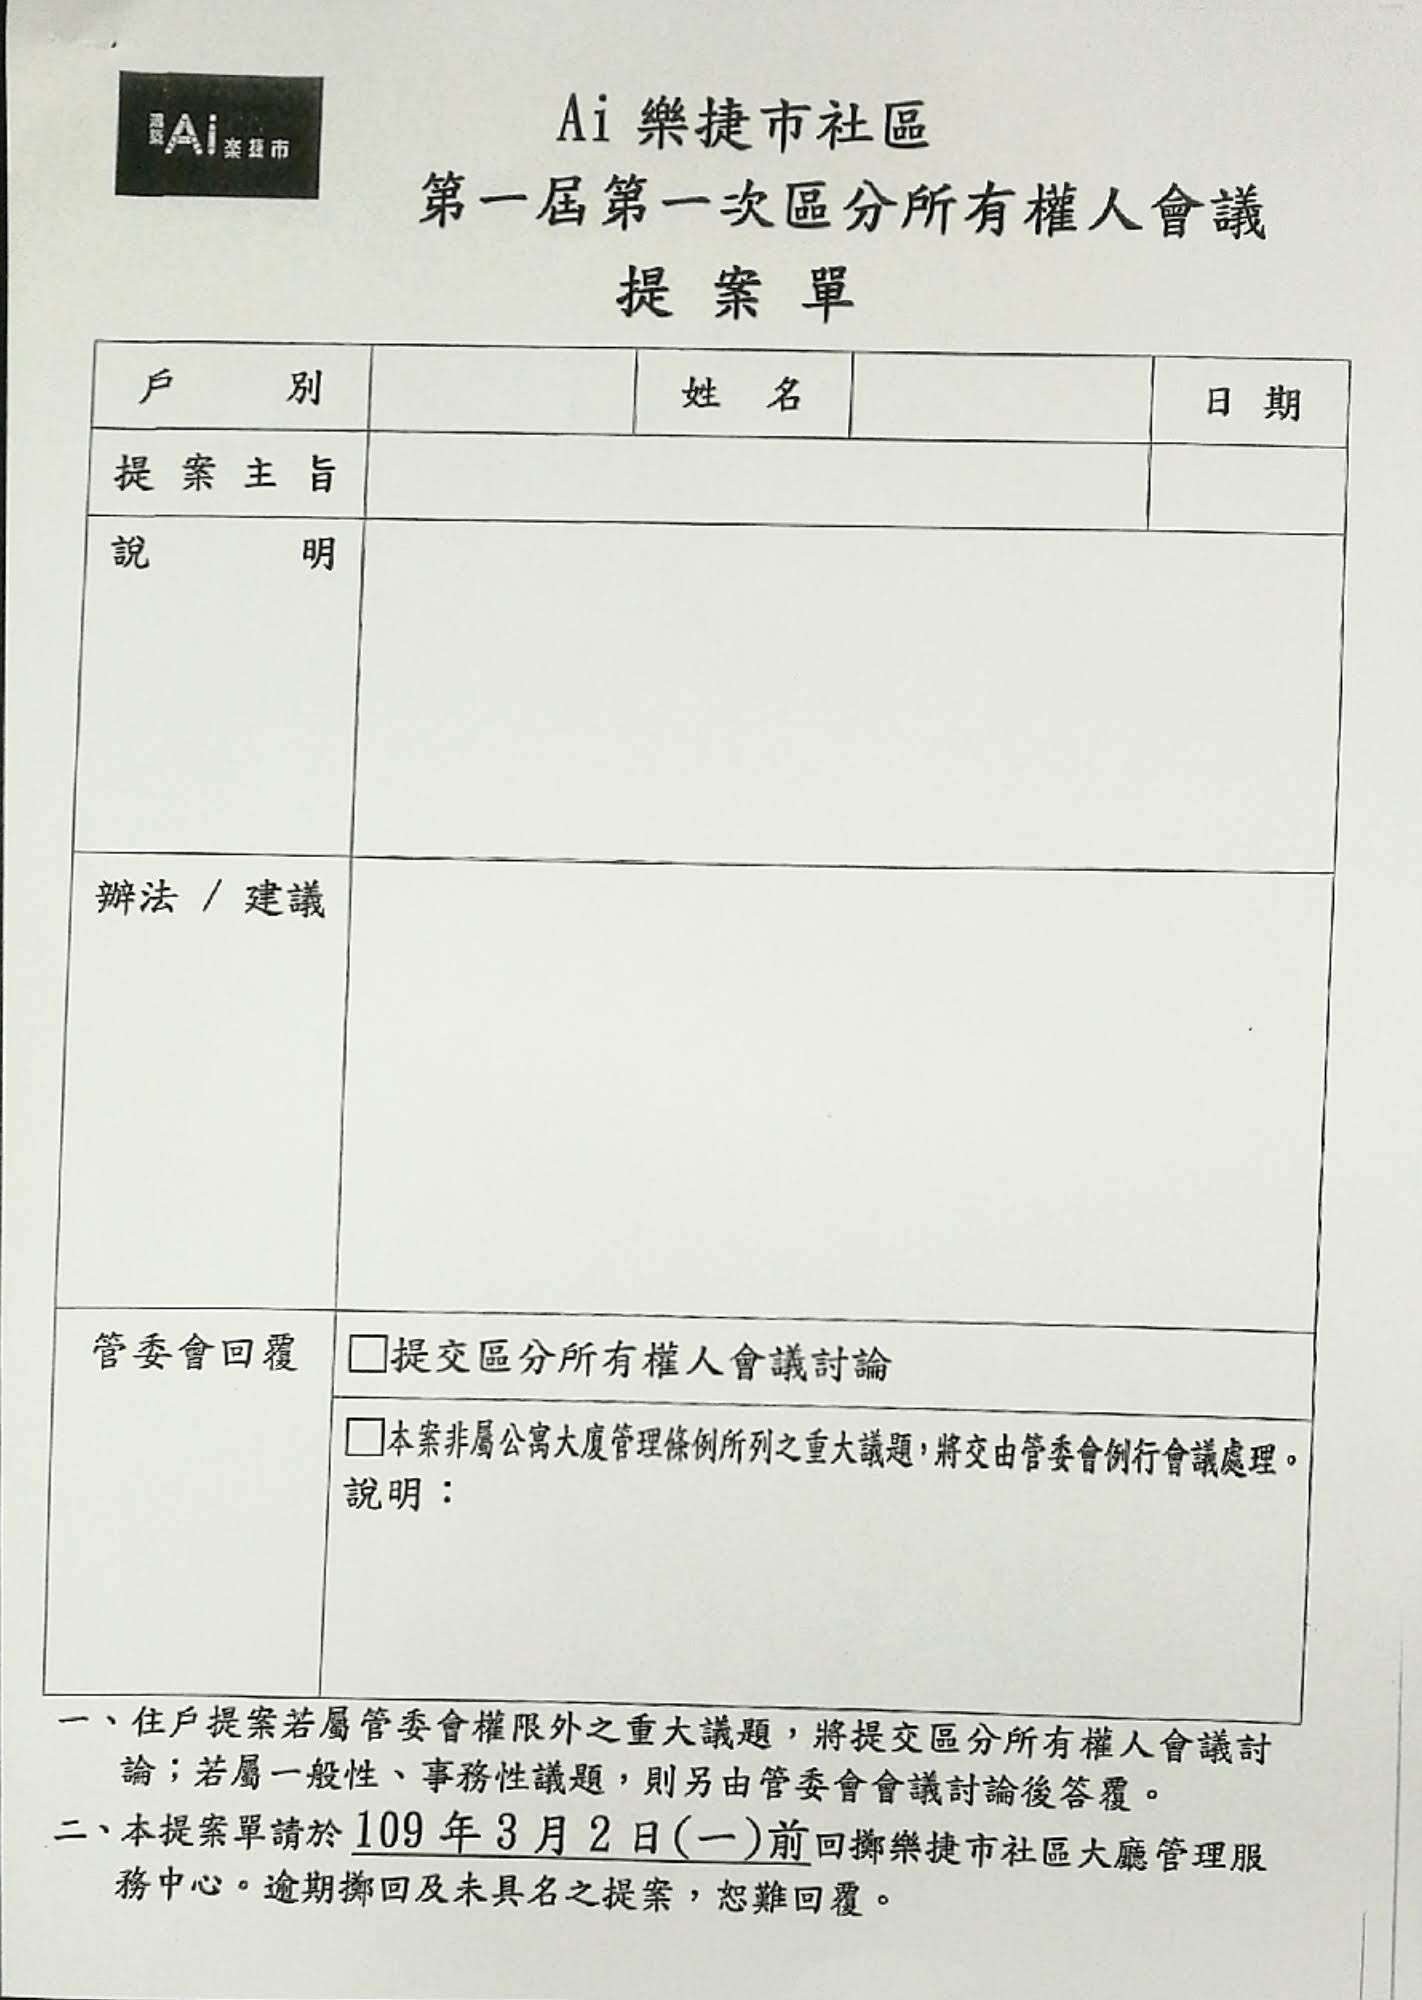 Ai樂捷市
Ai 樂捷市社區
第一屆第一次區分所有權人會議
提案單
戶別 姓名 日期
提案主旨
說明
辦法 / 建議
管委會回覆 □提交區分所有權人會議討論
□本案非屬公寓大廈管理條例所列之重大議題，將交由管委會例行會議處理。
說明：
一、住戶提案若屬管委會權限外之重大議題，將提交區分所有權人會議討
論；若屬一般性、事務性議題，則另由管委會會議討論後答覆。
二、本提案單請於 109 年 3 月 2 日(一)前回擲樂捷市社區大廳管理服
務中心。逾期擲回及未具名之提案，恕難回覆。